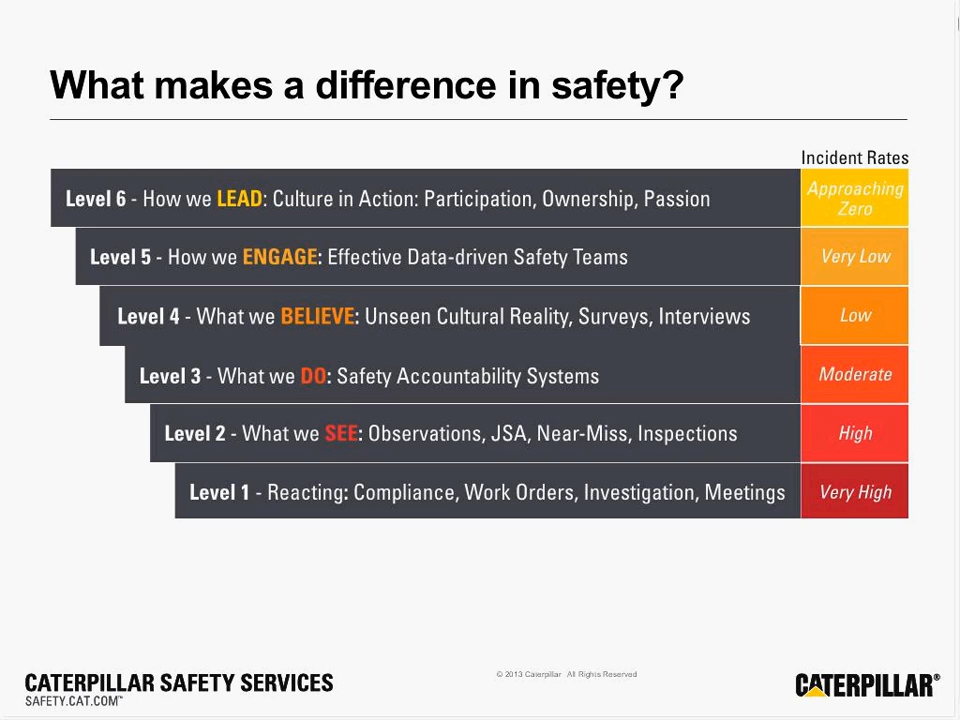 What makes a difference in safety?
Incident Rates
Level 6 - How we LEAD: Culture in Action: Participation, Ownership, Passion
Approaching
Zero
Level 5 - How we ENGAGE: Effective Data-driven Safety Teams
Very Low
Level 4 - What we BELIEVE: Unseen Cultural Reality, Surveys, Interviews
Low
Level 3 - What we DO: Safety Accountability Systems
Moderate
Level 2 - What we SEE: Observations, JSA, Near-Miss, Inspections
High
Level 1 - Reacting: Compliance, Work Orders, Investigation, Meetings
Very High
CATERPILLAR SAFETY SERVICES
SAFETY.CAT.COM™
© 2013 Caterpillar All Rights Reserved
CATERPILLAR®